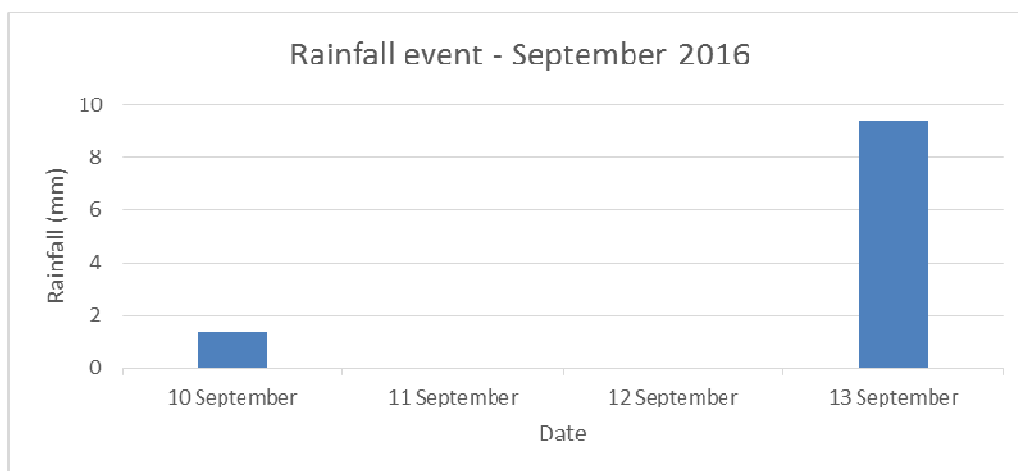 Rainfall event - September 2016
10
8
6
4
2
0
Rainfall (mm)
10 September 11 September 12 September 13 September
Date